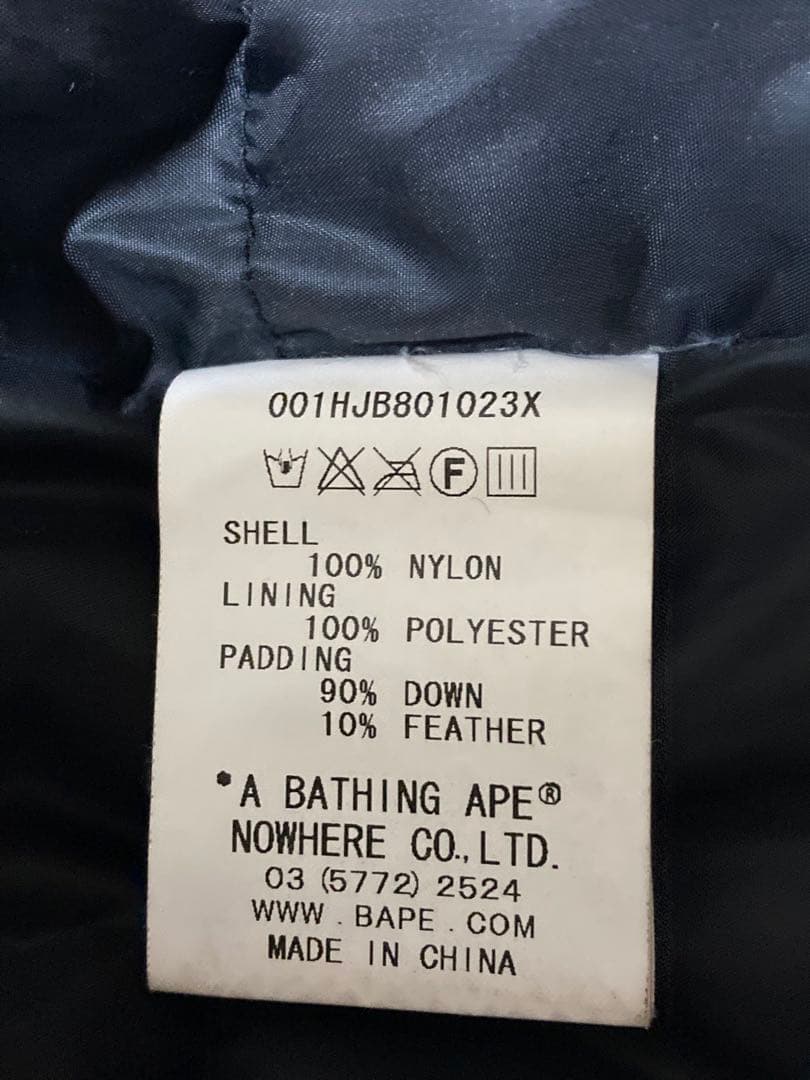 001HJB801023X
F
SHELL
100% NYLON
LINING
100% POLYESTER
PADDING
90% DOWN
10% FEATHER
*A BATHING APE®
NOWHERE CO., LTD.
03 (5772) 2524
WWW . BAPE . COM
MADE IN CHINA